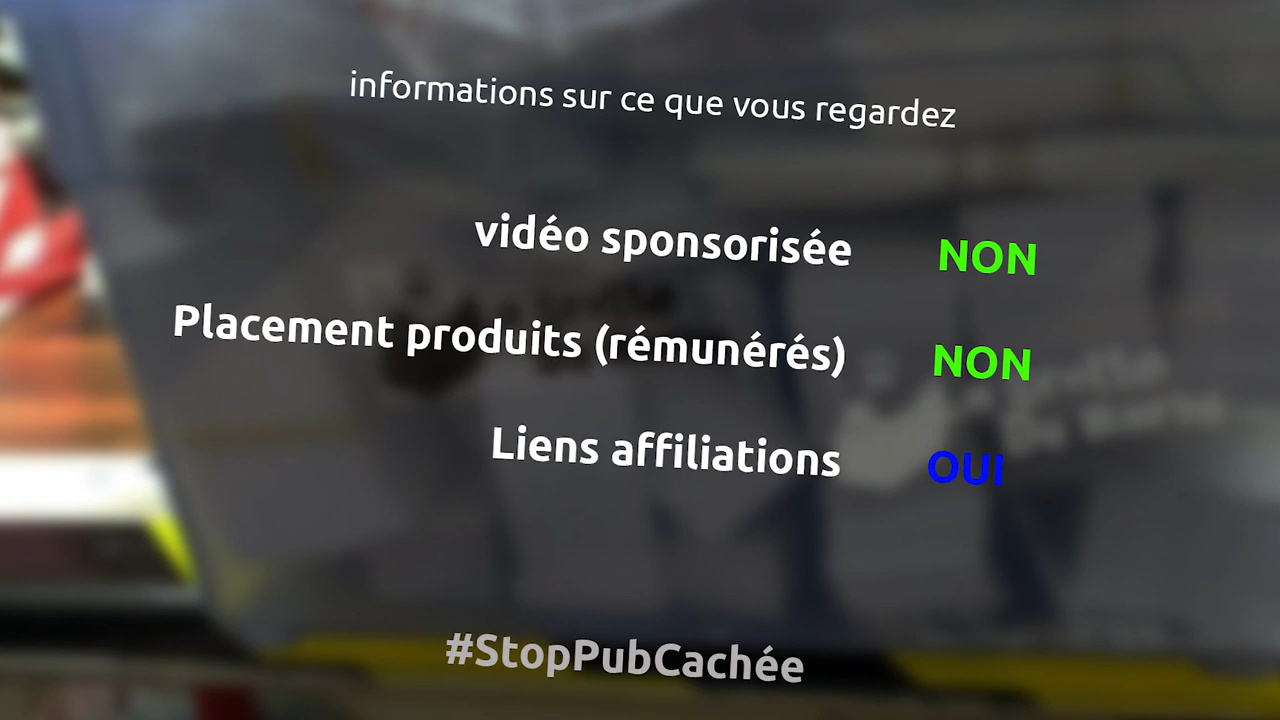 informations sur ce que vous regardez
vidéo sponsorisée NON
Placement produits (rémunérés) NON
Liens affiliations OUI
#StopPubCachée